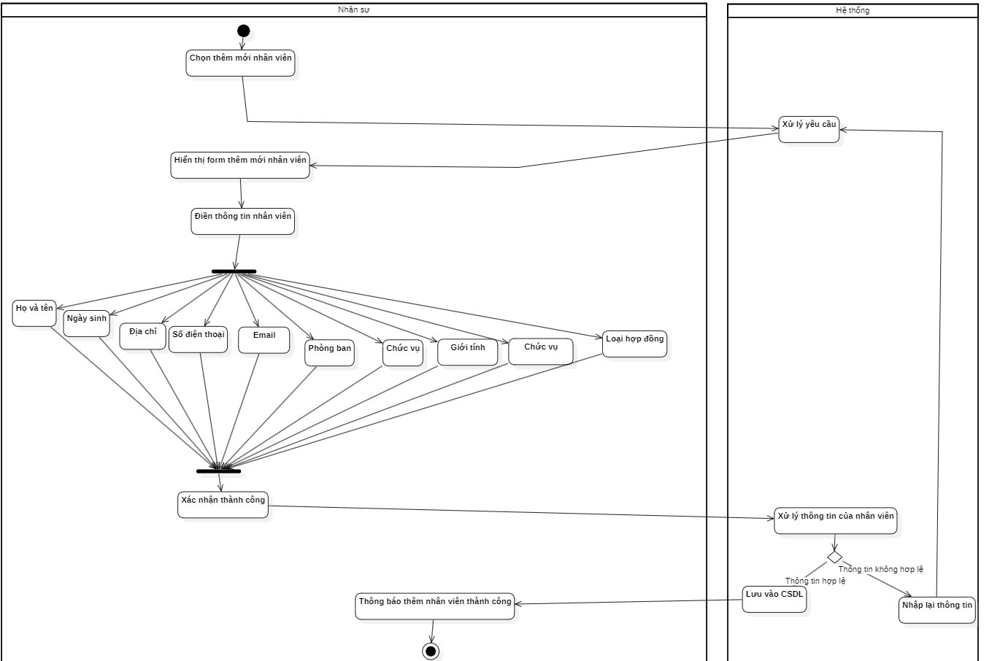 Nhân sự
Hệ thống
Chọn thêm mới nhân viên
Xử lý yêu cầu
Hiển thị form thêm mới nhân viên
Điền thông tin nhân viên
Họ và tên
Ngày sinh
Địa chỉ
Số điện thoại
Email
Phòng ban
Chức vụ
Giới tính
Chức vụ
Loại hợp đồng
Xác nhận thành công
Xử lý thông tin của nhân viên
Thông tin không hợp lệ
Thông tin hợp lệ
Lưu vào CSDL
Thông báo thêm nhân viên thành công
Nhập lại thông tin